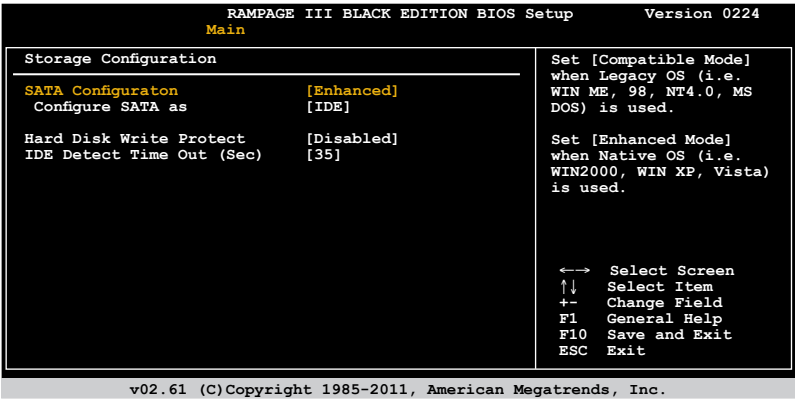 RAMPAGE III BLACK EDITION BIOS Setup Version 0224
Main
Storage Configuration
SATA Configuraton [Enhanced]
Configure SATA as [IDE]
Hard Disk Write Protect [Disabled]
IDE Detect Time Out (Sec) [35]
Set [Compatible Mode]
when Legacy OS (i.e.
WIN ME, 98, NT4.0, MS
DOS) is used.
Set [Enhanced Mode]
when Native OS (i.e.
WIN2000, WIN XP, Vista)
is used.
←→ Select Screen
↑↓ Select Item
+- Change Field
F1 General Help
F10 Save and Exit
ESC Exit
v02.61 (C)Copyright 1985-2011, American Megatrends, Inc.